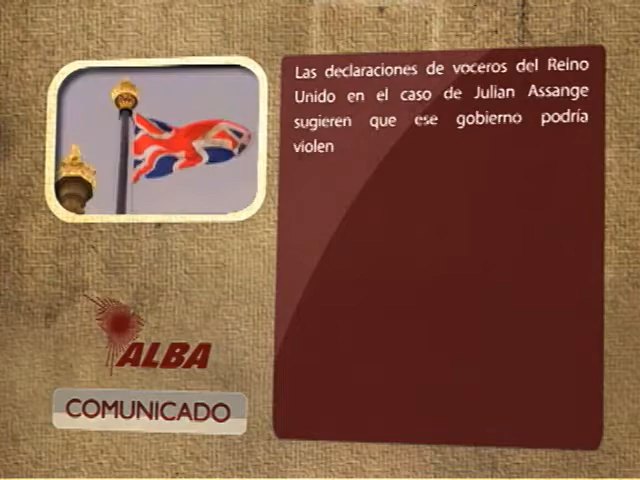 Las declaraciones de voceros del Reino
Unido en el caso de Julian Assange
sugieren que ese gobierno podría
violen
ALBA
COMUNICADO